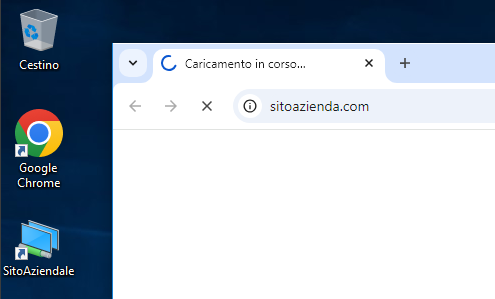 Cestino
Google
Chrome
SitoAziendale
Caricamento in corso...
sitoazienda.com